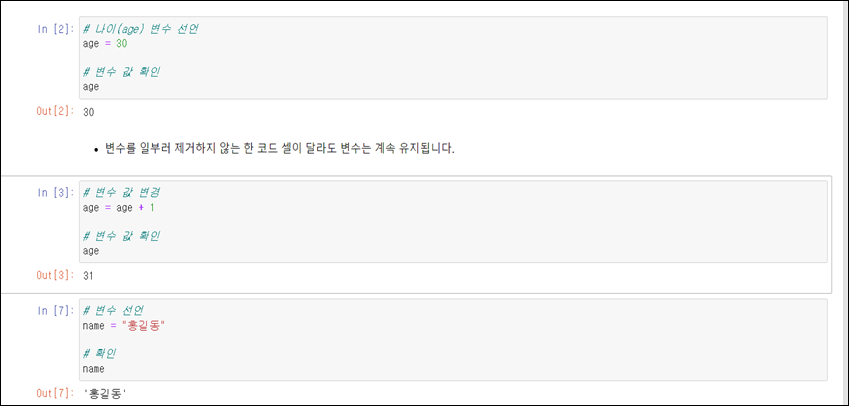 In [2]: # 나이(age) 변수 선언
age = 30
# 변수 값 확인
age
Out[2]: 30
• 변수를 일부러 제거하지 않는 한 코드 셀이 달라도 변수는 계속 유지됩니다.
In [3]: # 변수 값 변경
age = age + 1
# 변수 값 확인
age
Out[3]: 31
In [7]: # 변수 선언
name = "홍길동"
# 확인
name
Out[7]: '홍길동'